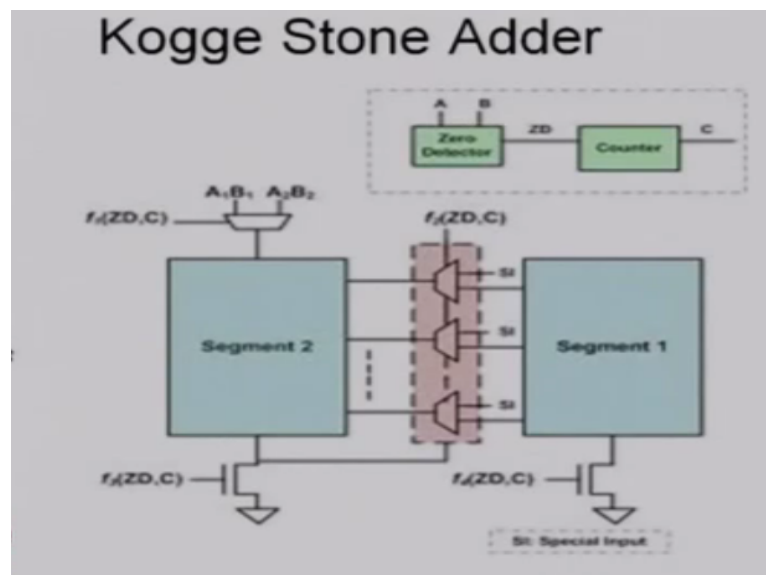 Kogge Stone Adder
A B
Zero
Detector
ZD
Counter
C
A₁B₁ A₂B₂
f₁(ZD,C)
f₂(ZD,C)
SI
Segment 2
SI
Segment 1
SI
f₃(ZD,C)
f₄(ZD,C)
SI: Special Input